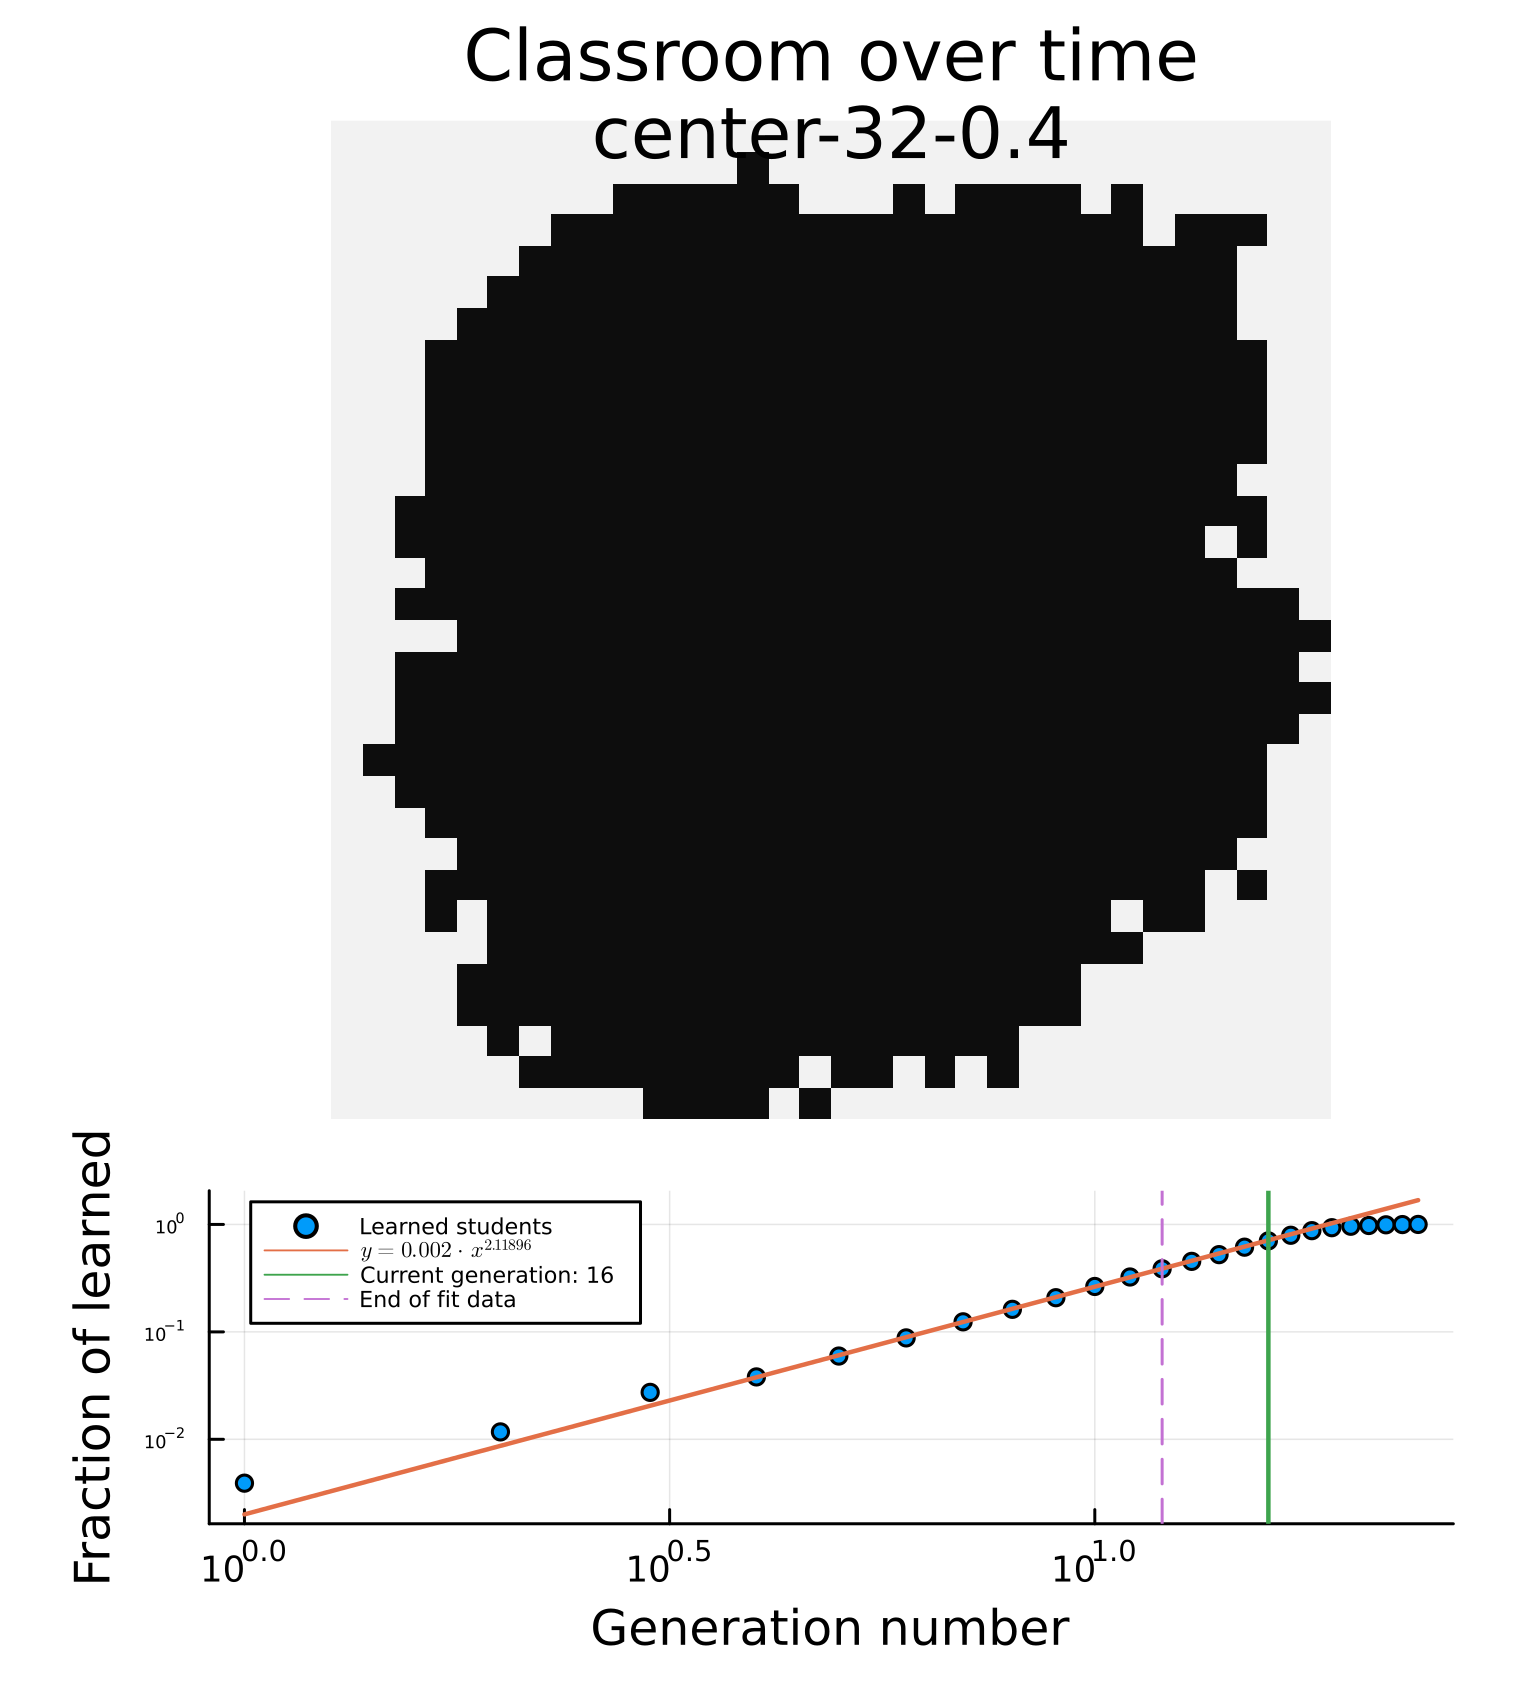 Classroom over time
center-32-0.4
Fraction of learned
10⁰
10⁻¹
10⁻²
Learned students
y = 0.002 · x^2.11896
Current generation: 16
End of fit data
10^0.0
10^0.5
10^1.0
Generation number